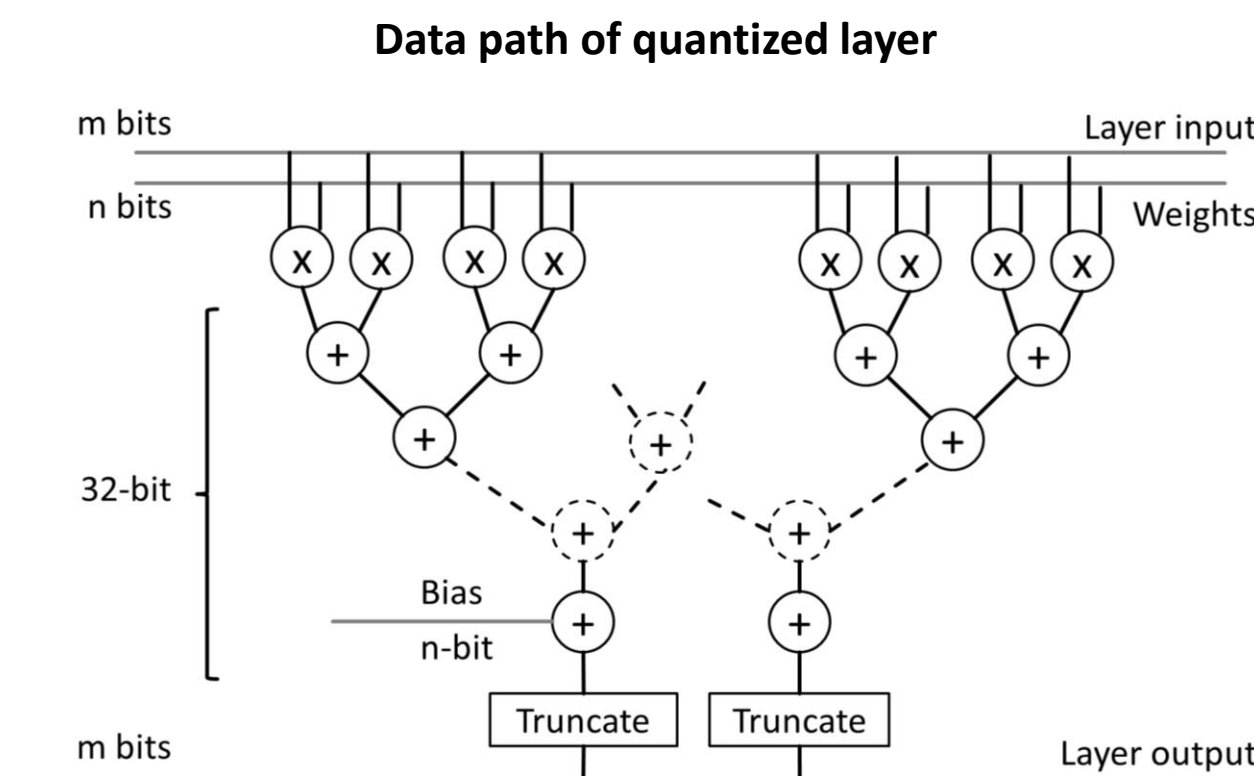 Data path of quantized layer
m bits
Layer input
n bits
Weights
x x x x x x x x
+ + + +
+ + +
32-bit
+ +
Bias
+ +
n-bit
Truncate Truncate
m bits
Layer output